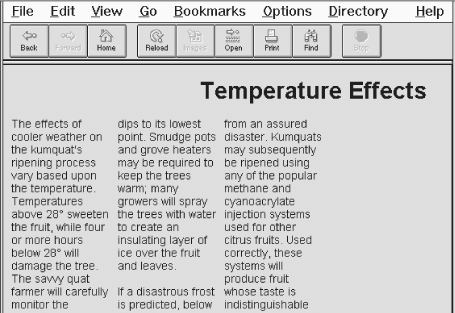 File Edit View Go Bookmarks Options Directory Help
Back Forward Home Reload Images Open Print Find Stop
Temperature Effects
The effects of
cooler weather on
the kumquat's
ripening process
vary based upon
the temperature.
Temperatures
above 28° sweeten
the fruit, while four
or more hours
below 28° will
damage the tree.
The savvy quat
farmer will carefully
monitor the
dips to its lowest
point. Smudge pots
and grove heaters
may be required to
keep the trees
warm; many
growers will spray
the trees with water
to create an
insulating layer of
ice over the fruit
and leaves.
If a disastrous frost
is predicted, below
from an assured
disaster. Kumquats
may subsequently
be ripened using
any of the popular
methane and
cyanoacrylate
injection systems
used for other
citrus fruits. Used
correctly, these
systems will
produce fruit
whose taste is
indistinguishable